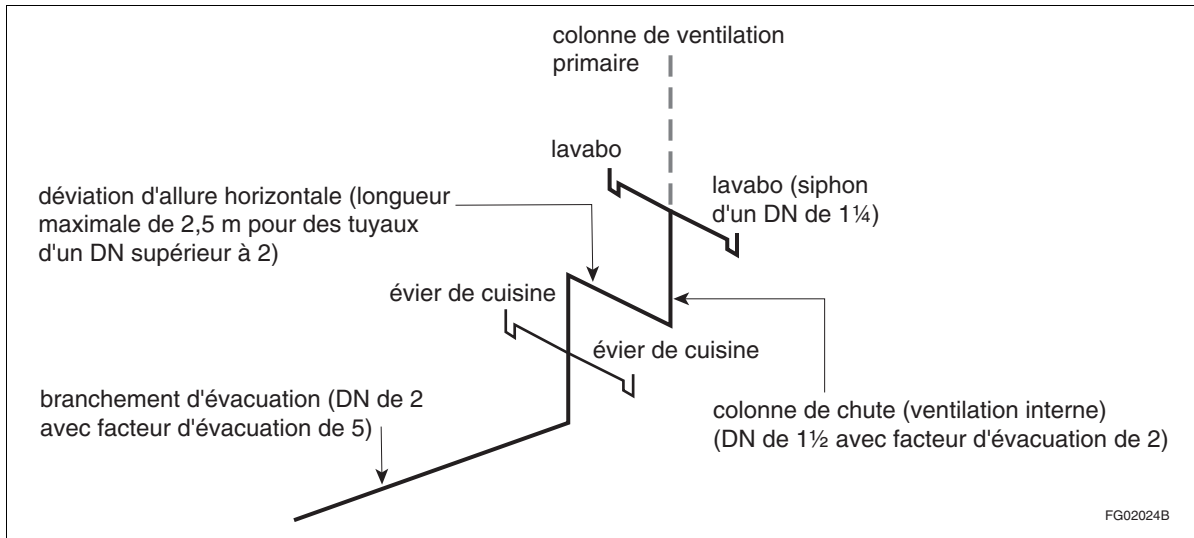 colonne de ventilation
primaire
lavabo
lavabo (siphon
d'un DN de 1¼)
déviation d'allure horizontale (longueur
maximale de 2,5 m pour des tuyaux
d'un DN supérieur à 2)
évier de cuisine
évier de cuisine
branchement d'évacuation (DN de 2
avec facteur d'évacuation de 5)
colonne de chute (ventilation interne)
(DN de 1½ avec facteur d'évacuation de 2)
FG02024B